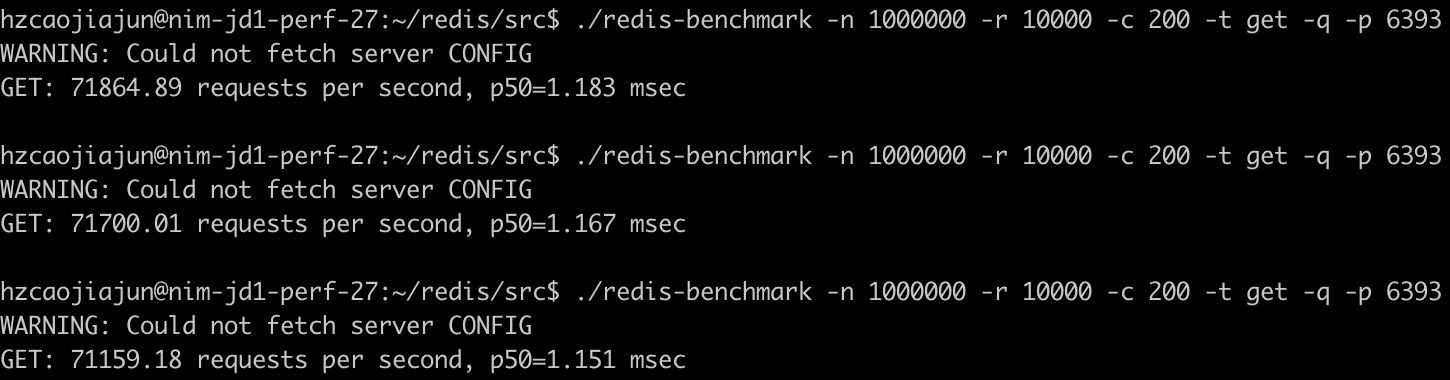 hzcaojiajun@nim-jd1-perf-27:~/redis/src$ ./redis-benchmark -n 1000000 -r 10000 -c 200 -t get -q -p 6393
WARNING: Could not fetch server CONFIG
GET: 71864.89 requests per second, p50=1.183 msec
hzcaojiajun@nim-jd1-perf-27:~/redis/src$ ./redis-benchmark -n 1000000 -r 10000 -c 200 -t get -q -p 6393
WARNING: Could not fetch server CONFIG
GET: 71700.01 requests per second, p50=1.167 msec
hzcaojiajun@nim-jd1-perf-27:~/redis/src$ ./redis-benchmark -n 1000000 -r 10000 -c 200 -t get -q -p 6393
WARNING: Could not fetch server CONFIG
GET: 71159.18 requests per second, p50=1.151 msec